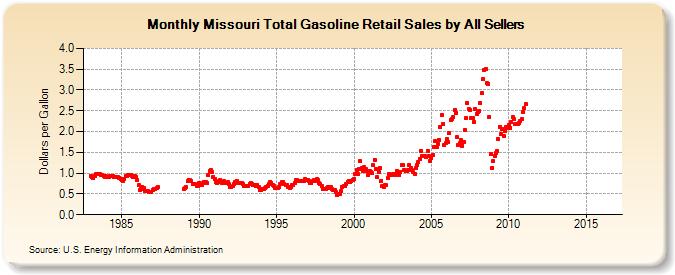 Monthly Missouri Total Gasoline Retail Sales by All Sellers
Dollars per Gallon
4.0
3.5
3.0
2.5
2.0
1.5
1.0
0.5
0.0
1985 1990 1995 2000 2005 2010 2015
Source: U.S. Energy Information Administration